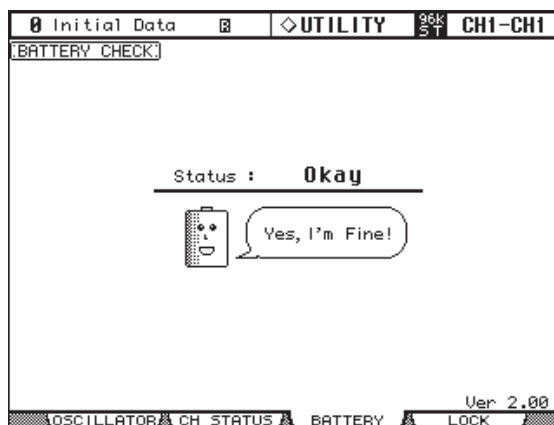 0 Initial Data R ◇UTILITY 96k ST CH1-CH1
BATTERY CHECK
Status : Okay
Yes, I'm Fine!
Ver 2.00
OSCILLATOR CH STATUS BATTERY LOCK